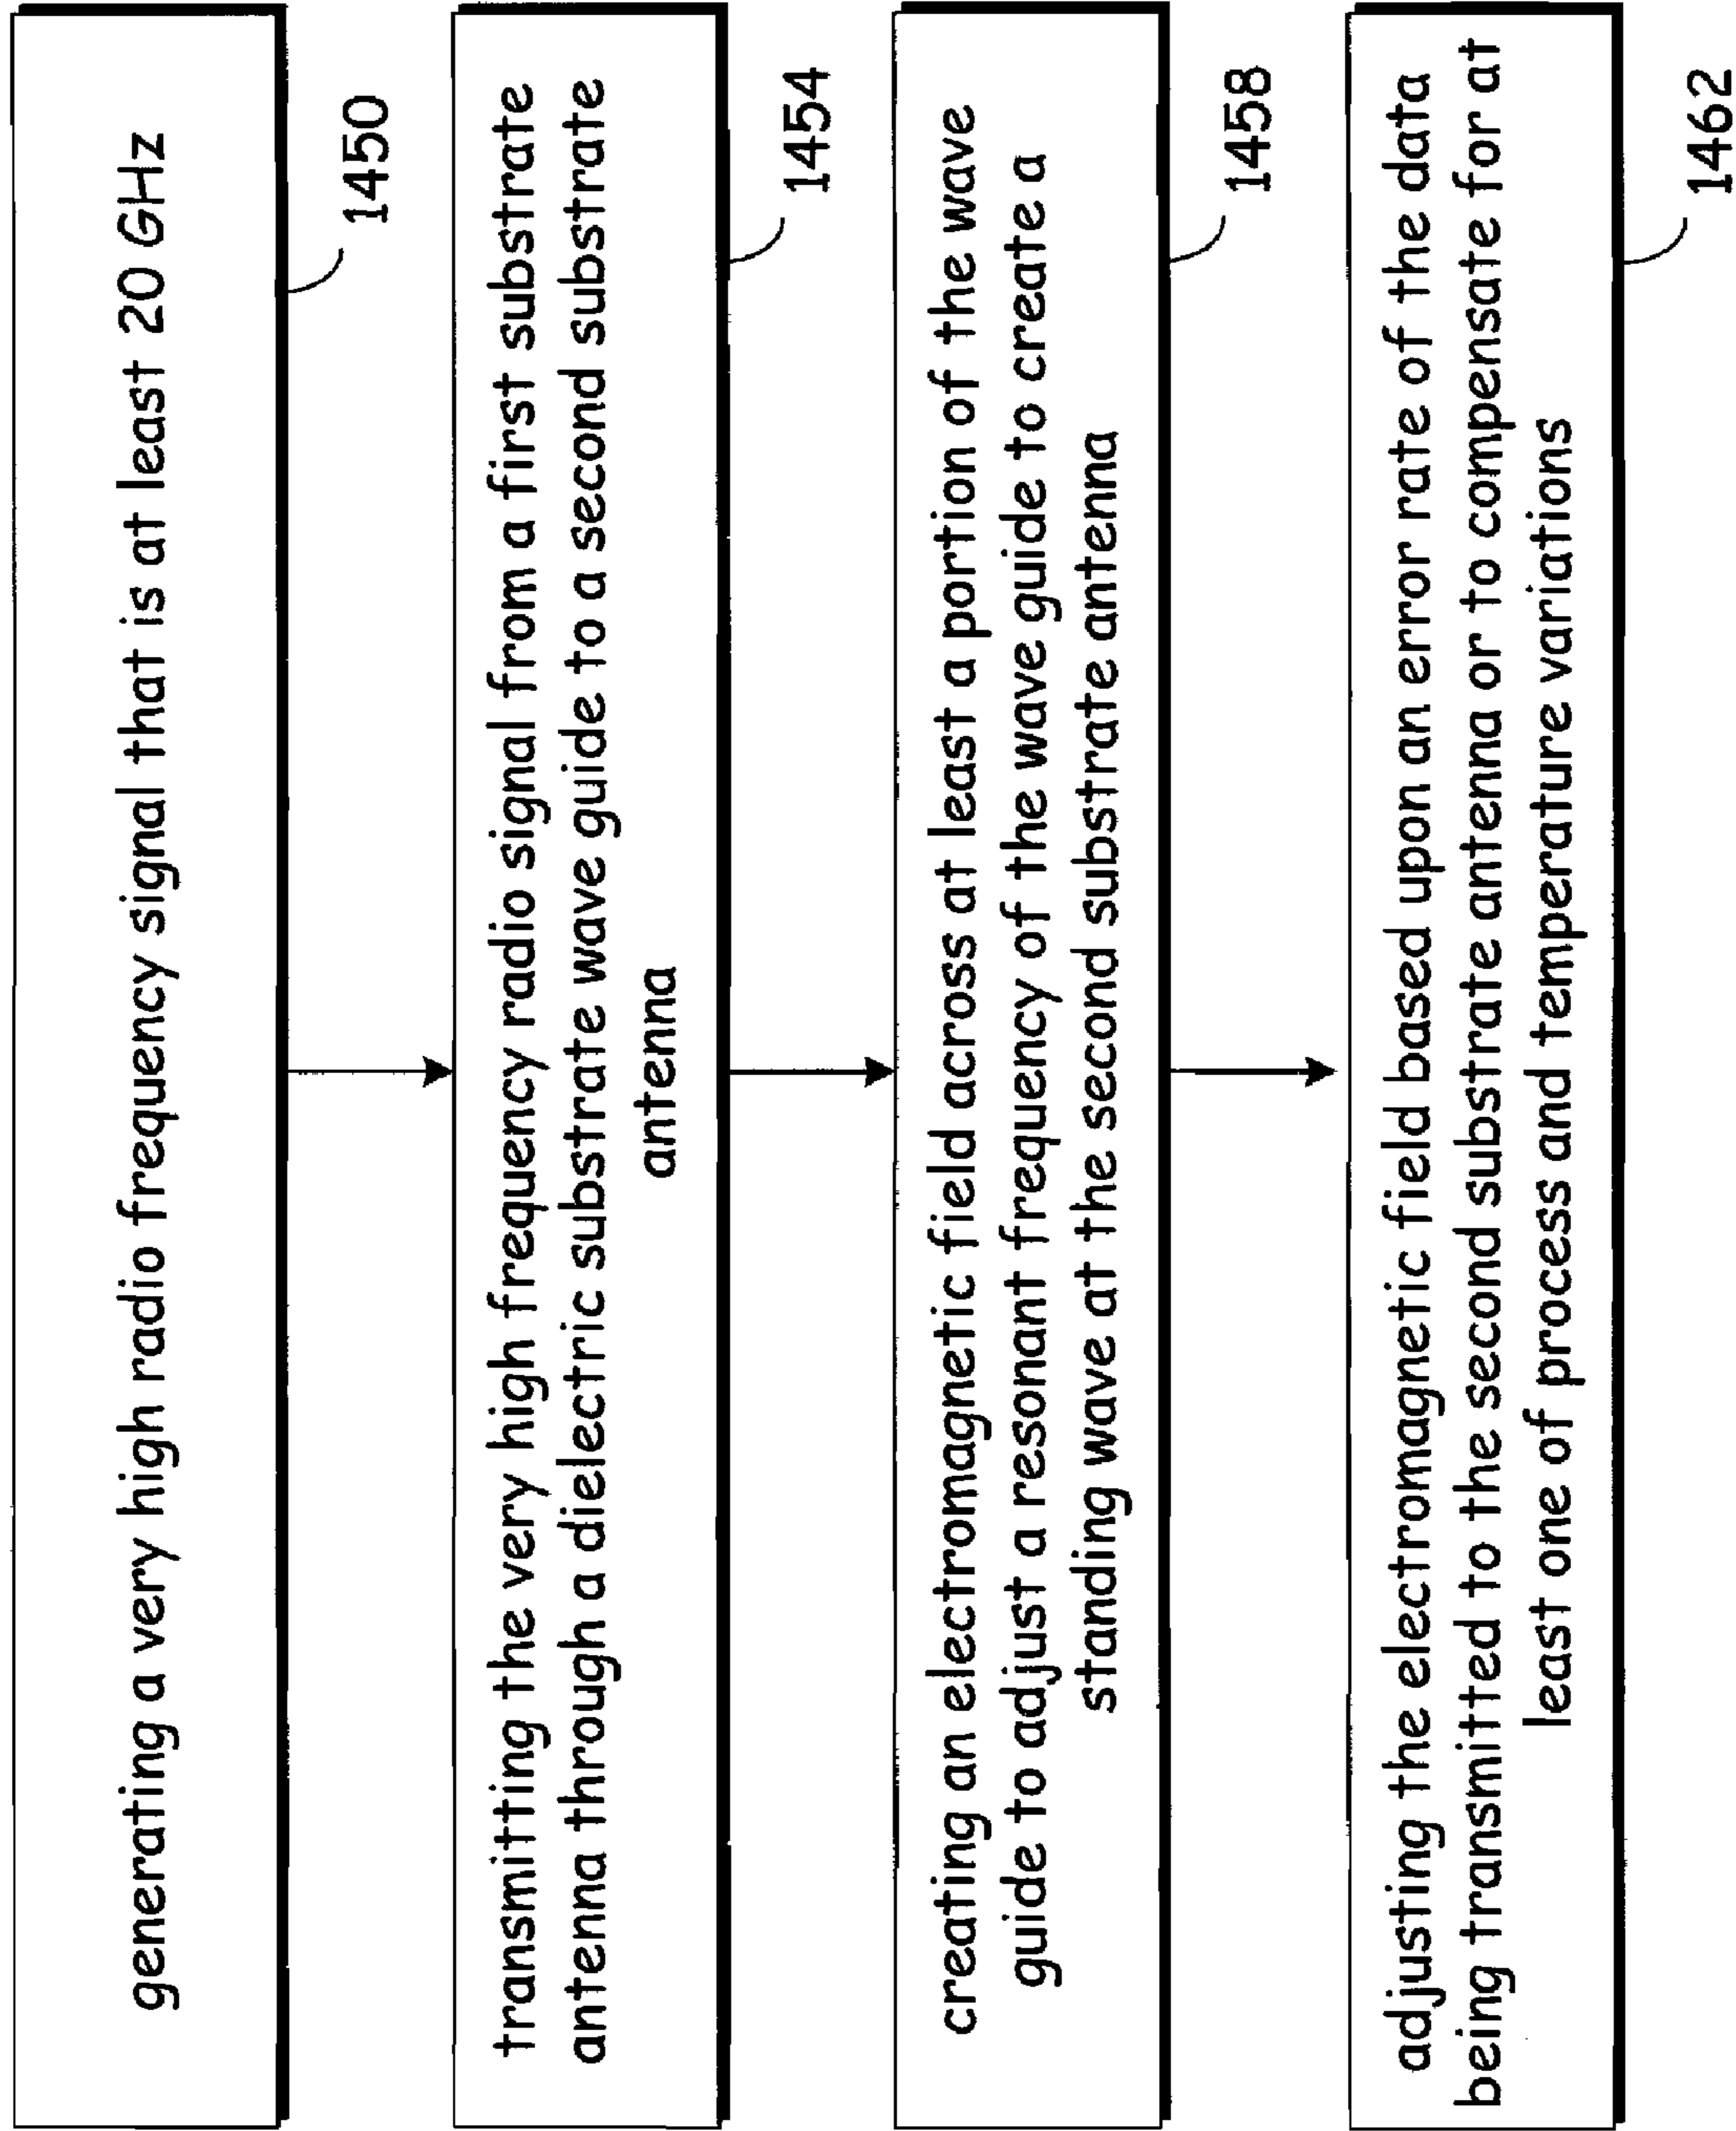 generating a very high radio frequency signal that is at least 20 GHz
1450
transmitting the very high frequency radio signal from a first substrate
antenna through a dielectric substrate wave guide to a second substrate
antenna
1454
creating an electromagnetic field across at least a portion of the wave
guide to adjust a resonant frequency of the wave guide to create a
standing wave at the second substrate antenna
1458
adjusting the electromagnetic field based upon an error rate of the data
being transmitted to the second substrate antenna or to compensate for at
least one of process and temperature variations
1462